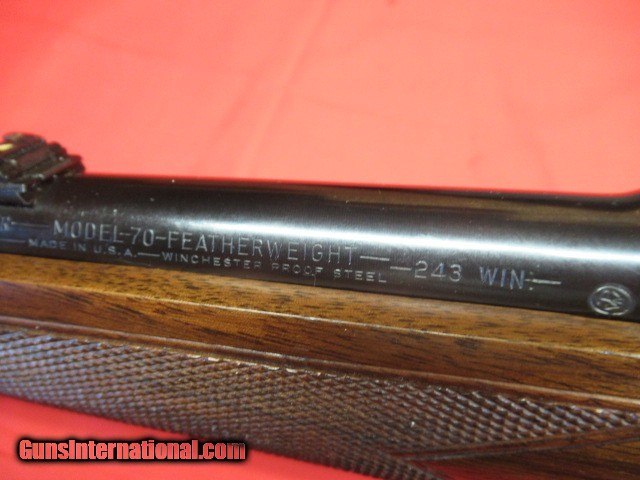 MODEL-70-FEATHERWEIGHT— —243 WIN.—
MADE IN U.S.A.—WINCHESTER PROOF STEEL
GunsInternational.com